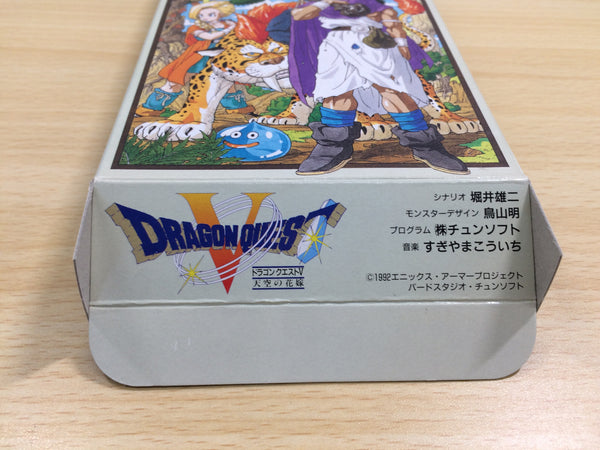 V
DRAGON QUEST
ドラゴンクエストV
天空の花嫁
シナリオ 堀井雄二
モンスターデザイン 鳥山明
プログラム ㈱チュンソフト
音楽 すぎやまこういち
©1992エニックス・アーマープロジェクト
バードスタジオ・チュンソフト